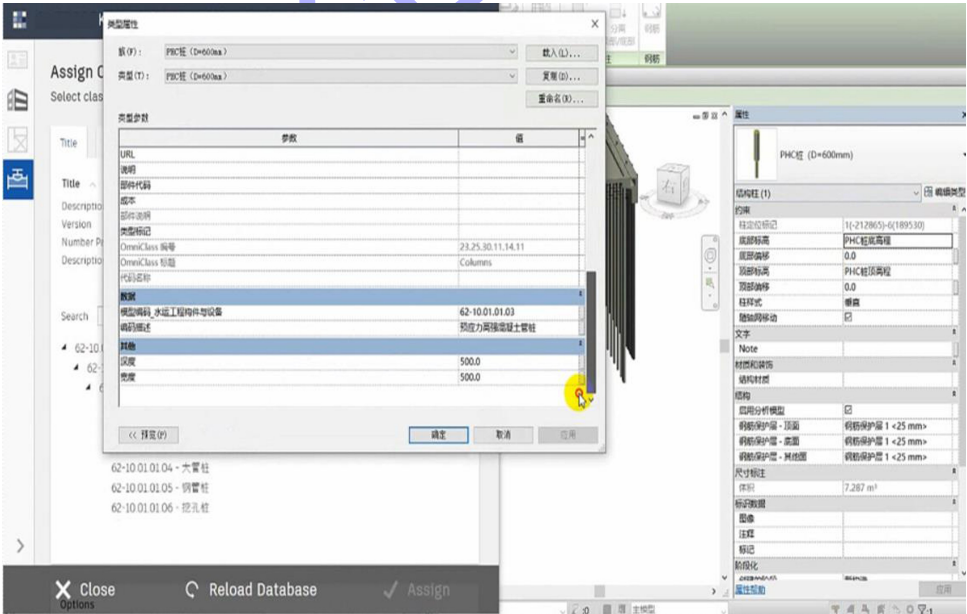 类型属性
族(F):
PHC桩 (D=600mm)
载入(L)...
类型(T):
PHC桩 (D=600mm)
复制(D)...
重命名(R)...
类型参数
参数
值
URL
说明
部件代码
成本
部件说明
类型标记
OmniClass 编号
23.25.30.11.14.11
OmniClass 标题
Columns
代码名称
数据
模型编码_水运工程构件与设备
62-10.01.01.03
编码描述
预应力高强混凝土管桩
其他
深度
500.0
宽度
500.0
<< 预览(P)
确定
取消
应用
Assign C
Select clas
Title
Title
Descriptio
Version
Number Pr
Descriptio
Search
62-10.0
62-1
6
62-10.01.01.04 - 大管桩
62-10.01.01.05 - 钢管桩
62-10.01.01.06 - 挖孔桩
Close
Reload Database
Assign
Options
分离
钢筋
钢筋
右
主模型
属性
PHC桩 (D=600mm)
结构柱 (1)
编辑类型
约束
柱定位标记
1(-212865)-6(189530)
底部标高
PHC桩底高程
底部偏移
0.0
顶部标高
PHC桩顶高程
顶部偏移
0.0
柱样式
垂直
随轴网移动
文字
Note
材质和装饰
结构材质
结构
启用分析模型
钢筋保护层 - 顶面
钢筋保护层 1 <25 mm>
钢筋保护层 - 底面
钢筋保护层 1 <25 mm>
钢筋保护层 - 其他面
钢筋保护层 1 <25 mm>
尺寸标注
体积
7.287 m³
标识数据
图像
注释
标记
阶段化
属性帮助
应用